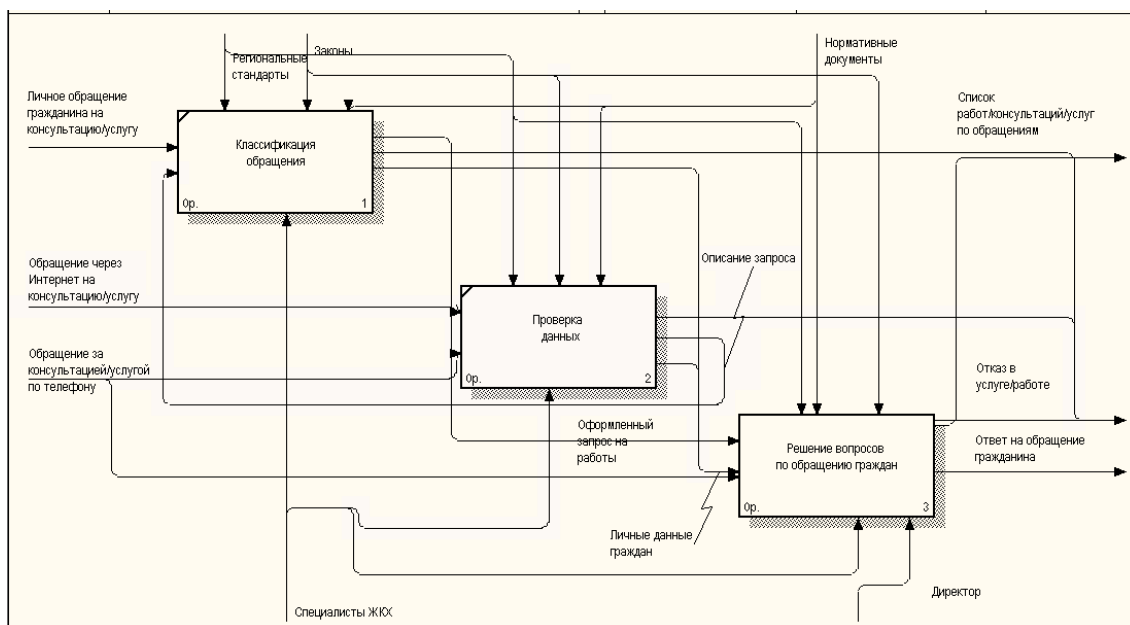 Региональные
стандарты
Законы
Нормативные
документы
Личное обращение
гражданина на
консультацию/услугу
Список
работ/консультаций/услуг
по обращениям
Классификация
обращения
0р.
1
Обращение через
Интернет на
консультацию/услугу
Описание запроса
Проверка
данных
0р.
2
Обращение за
консультацией/услугой
по телефону
Отказ в
услуге/работе
Оформленный
запрос на
работы
Решение вопросов
по обращению граждан
0р.
3
Ответ на обращение
гражданина
Личные данные
граждан
Специалисты ЖКХ
Директор